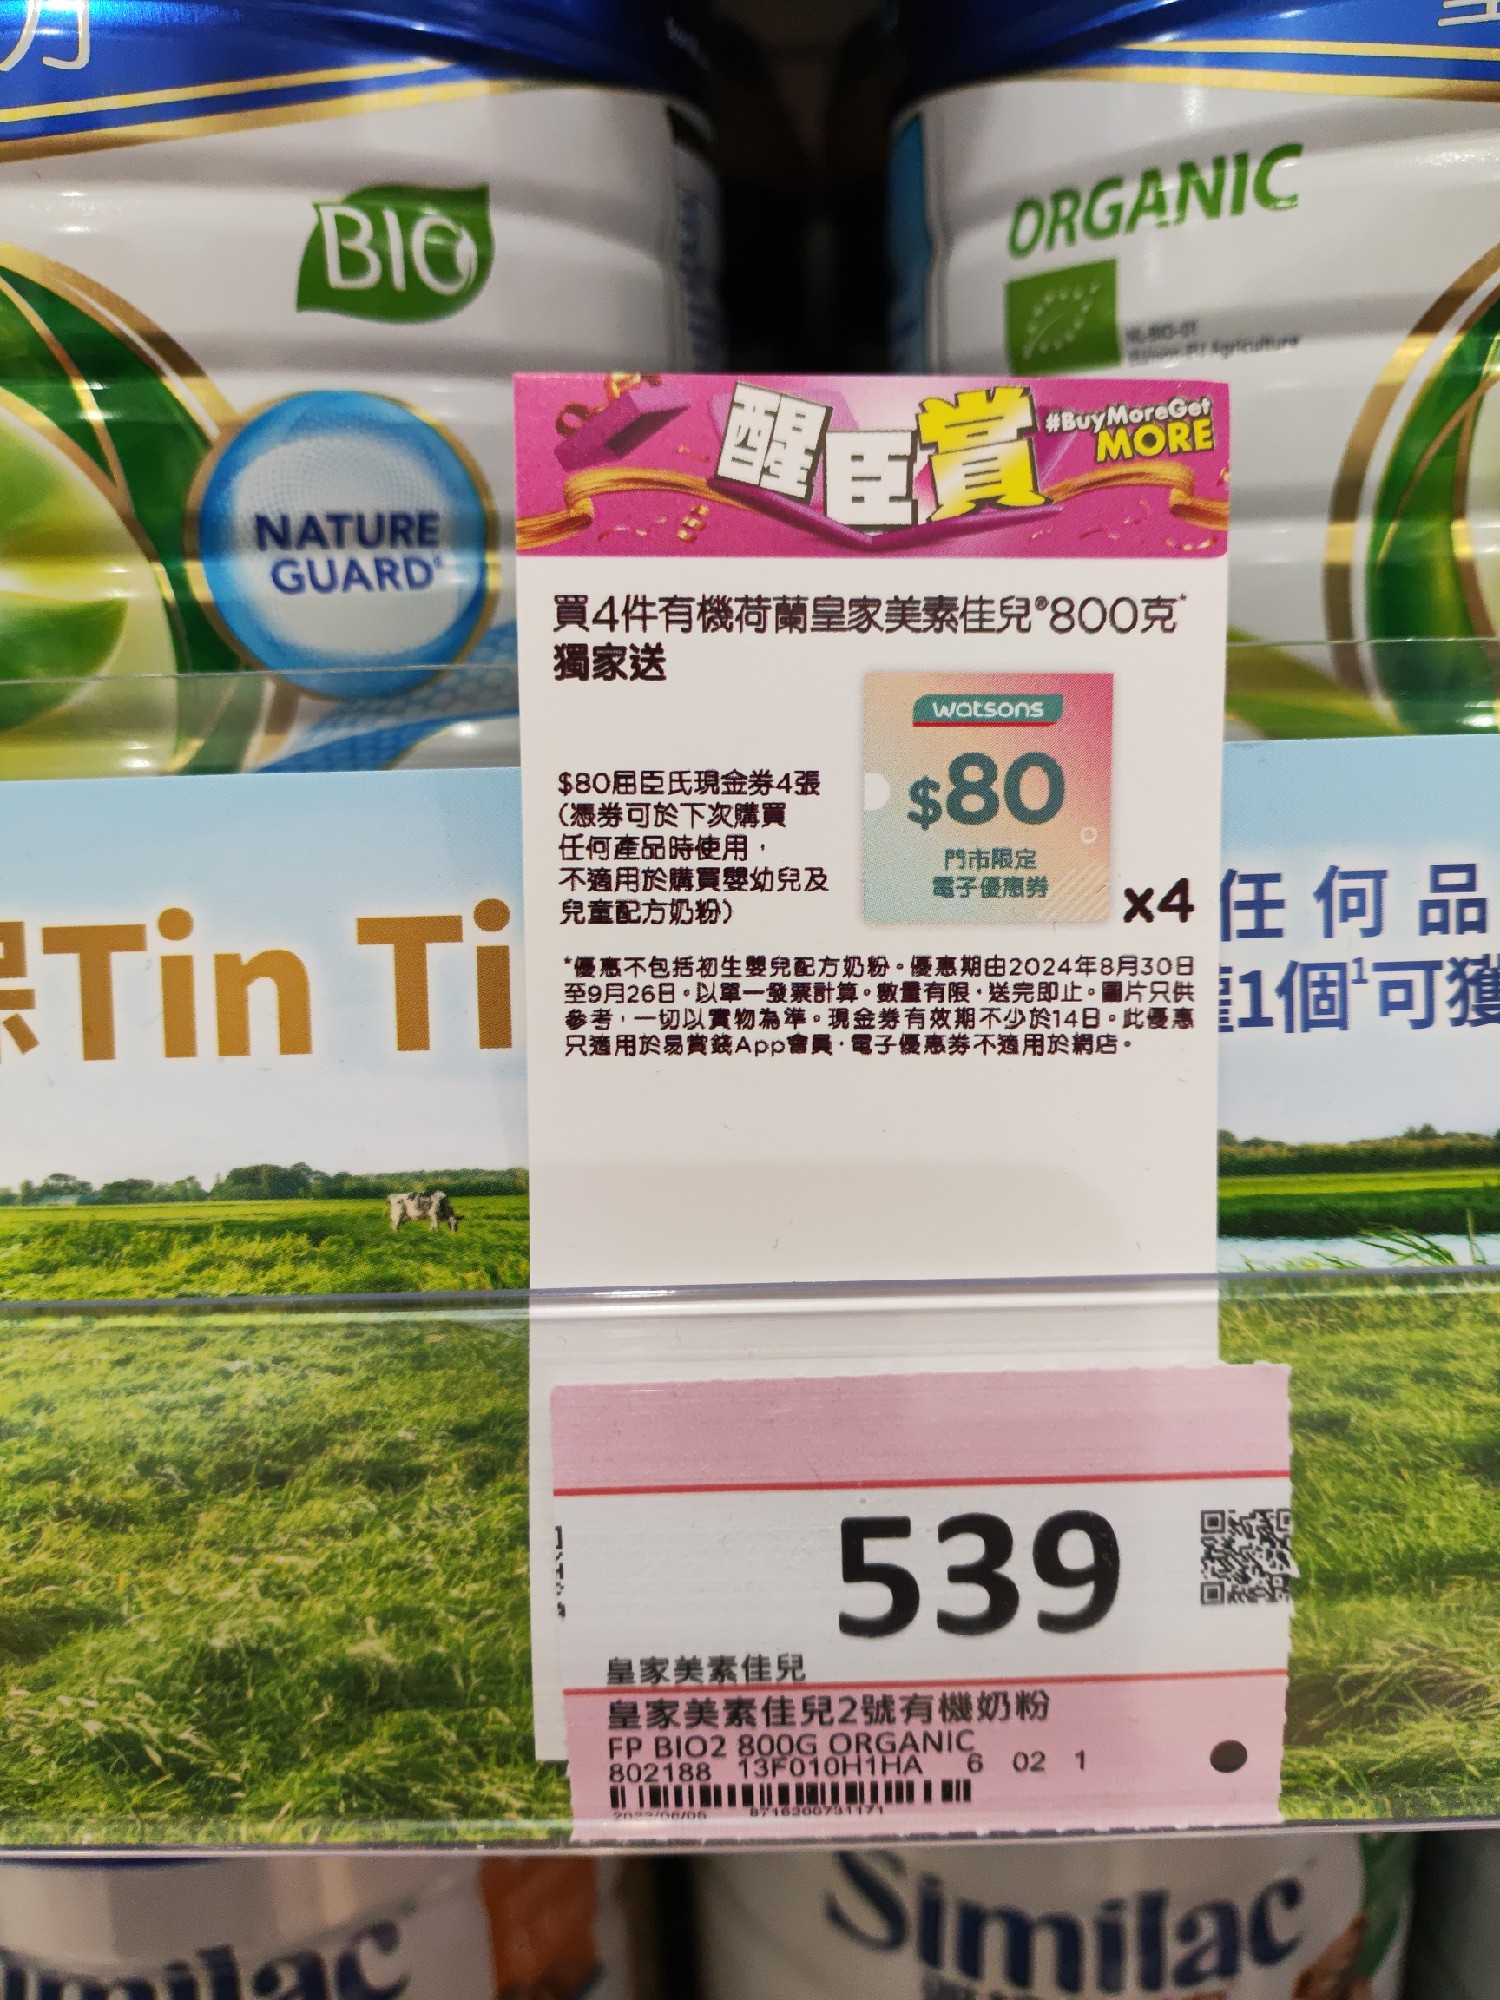 月
BIO
ORGANIC
NL-BIO-01
NATURE
GUARD
醒臣賞
#BuyMoreGet
MORE
買4件有機荷蘭皇家美素佳兒®800克*
獨家送
watsons
$80
門市限定
電子優惠券
x4
$80屈臣氏現金券4張
(憑券可於下次購買
任何產品時使用，
不適用於購買嬰幼兒及
兒童配方奶粉)
*優惠不包括初生嬰兒配方奶粉。優惠期由2024年8月30日
至9月26日。以單一發票計算。數量有限，送完即止。圖片只供
參考，一切以實物為準。現金券有效期不少於14日。此優惠
只適用於易賞錢App會員。電子優惠券不適用於網店。
Tin Ti
任何品
1個¹可獲
539
皇家美素佳兒
皇家美素佳兒2號有機奶粉
FP BIO2 800G ORGANIC
802188 13F010H1HA 6 02 1
8716200731171
Similac